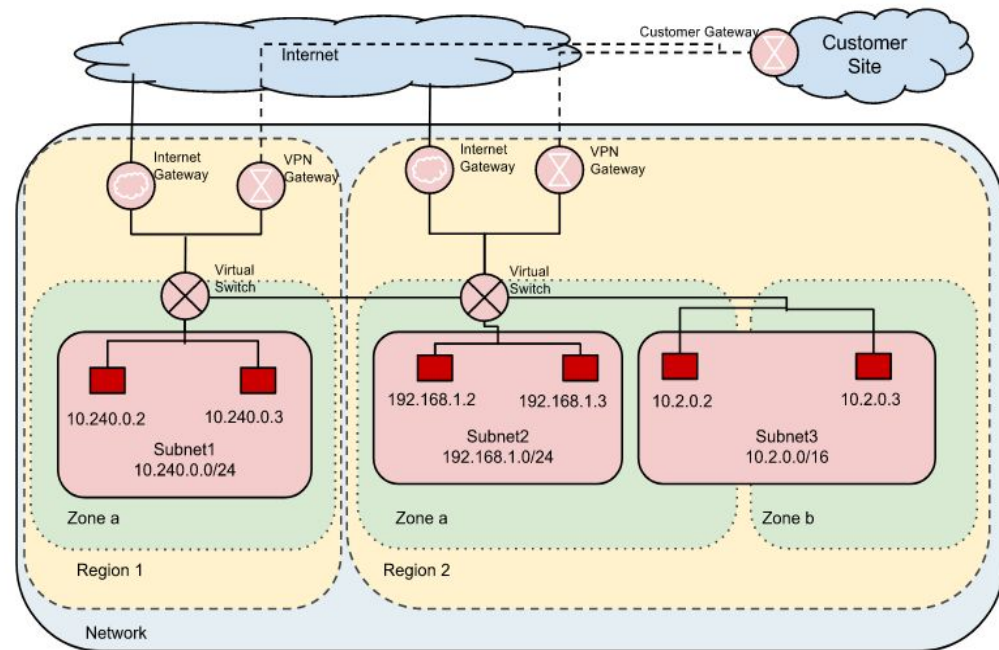 Customer Gateway
Customer
Site
Internet
Internet
Gateway
VPN
Gateway
Internet
Gateway
VPN
Gateway
Virtual
Switch
Virtual
Switch
10.240.0.2
10.240.0.3
192.168.1.2
192.168.1.3
10.2.0.2
10.2.0.3
Subnet1
10.240.0.0/24
Subnet2
192.168.1.0/24
Subnet3
10.2.0.0/16
Zone a
Zone a
Zone b
Region 1
Region 2
Network